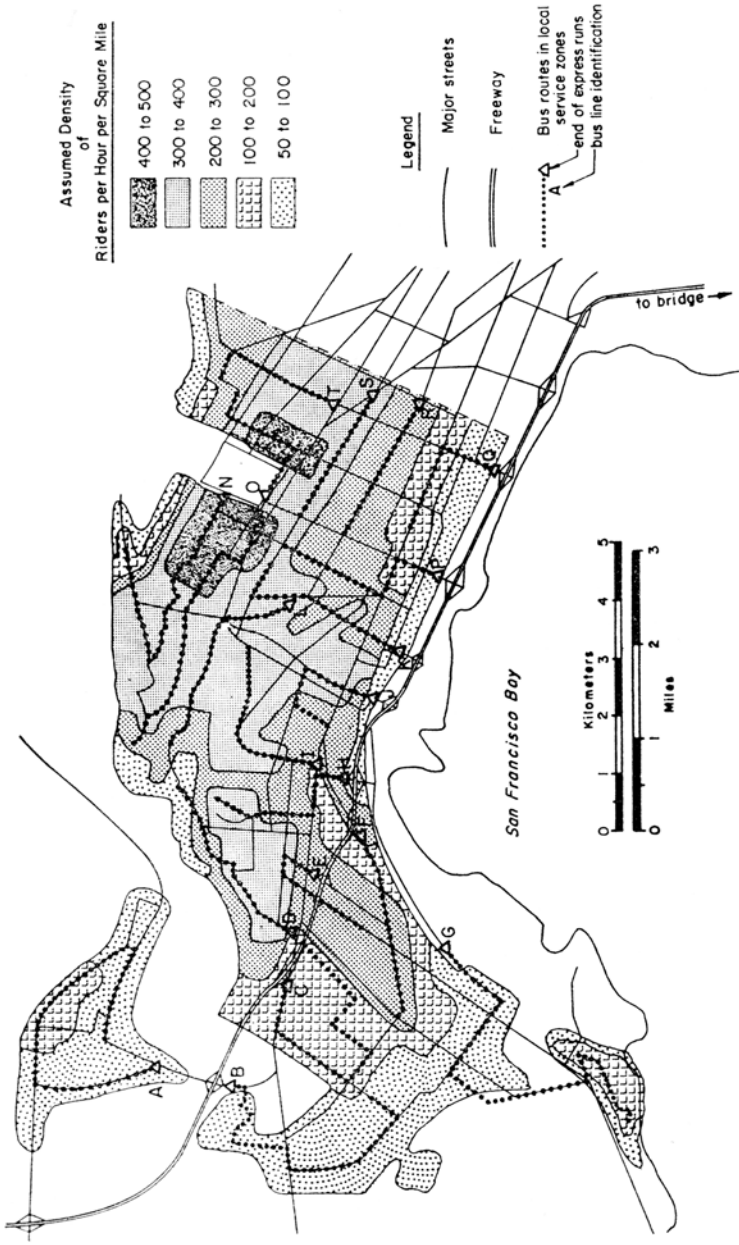 Assumed Density
of
Riders per Hour per Square Mile
400 to 500
300 to 400
200 to 300
100 to 200
50 to 100
Legend
Major streets
Freeway
A
Bus routes in local
service zones
end of express runs
bus line identification
A
B
C
D
E
F
G
H
I
J
N
O
P
Q
R
S
T
to bridge
San Francisco Bay
Kilometers
0 1 2 3 4 5
0 1 2 3
Miles